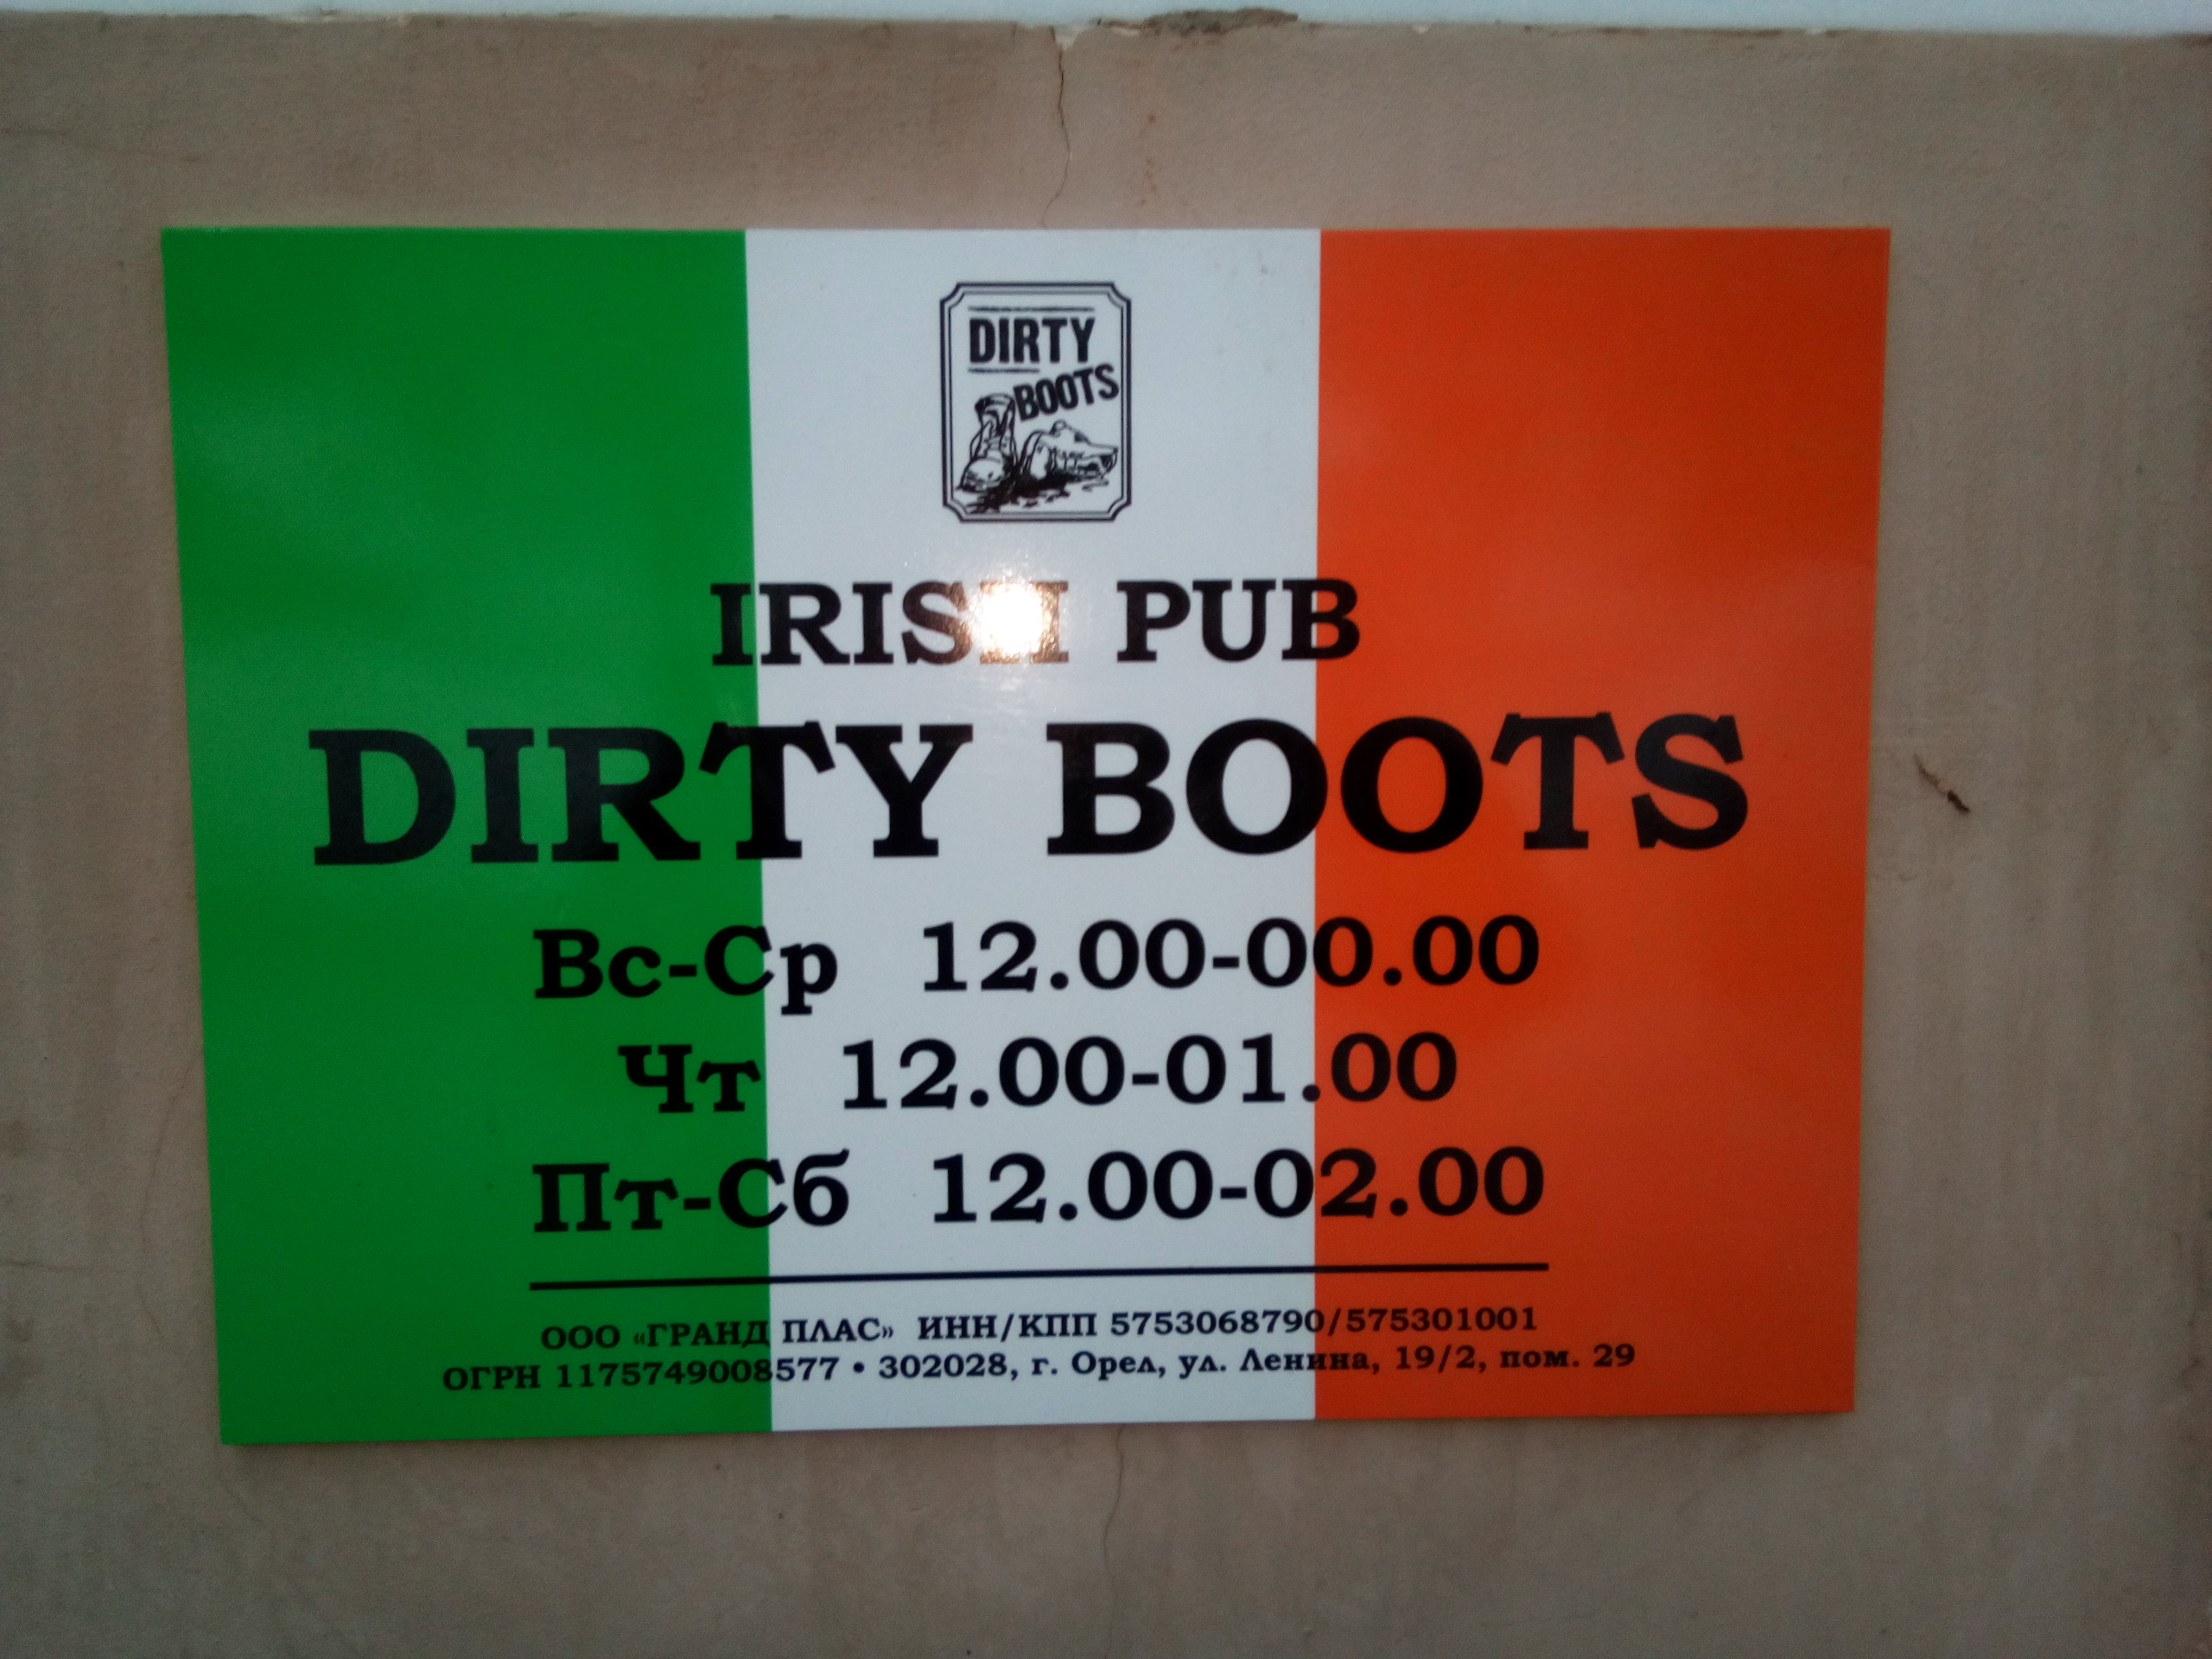 DIRTY
BOOTS
IRISH PUB
DIRTY BOOTS
Вс-Ср 12.00-00.00
Чт 12.00-01.00
Пт-Сб 12.00-02.00
ООО «ГРАНД ПЛАС» ИНН/КПП 5753068790/575301001
ОГРН 1175749008577 • 302028, г. Орел, ул. Ленина, 19/2, пом. 29